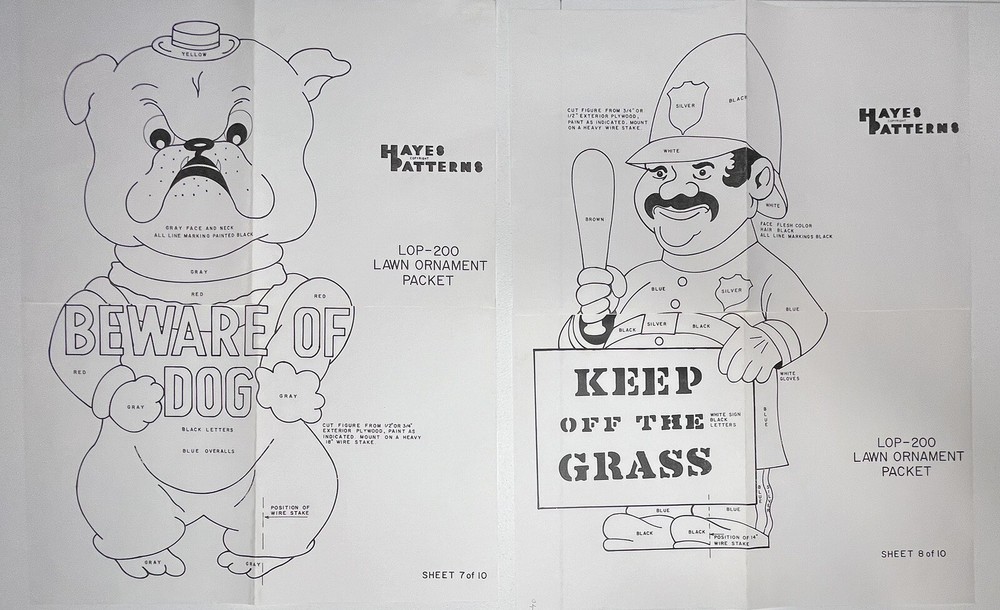 YELLOW
HAYES
COPYRIGHT
PATTERNS
GRAY FACE AND NECK
ALL LINE MARKING PAINTED BLACK
LOP-200
LAWN ORNAMENT
PACKET
GRAY
RED
RED
BEWARE OF
DOG
RED
GRAY
GRAY
CUT FIGURE FROM 1/2" OR 3/4"
EXTERIOR PLYWOOD, PAINT AS
INDICATED. MOUNT ON A HEAVY
18" WIRE STAKE.
BLACK LETTERS
BLUE OVERALLS
POSITION OF
WIRE STAKE
GRAY
GRAY
SHEET 7 of 10
CUT FIGURE FROM 3/4" OR
1/2" EXTERIOR PLYWOOD,
PAINT AS INDICATED. MOUNT
ON A HEAVY WIRE STAKE.
SILVER
BLACK
HAYES
COPYRIGHT
PATTERNS
WHITE
WHITE
BROWN
FACE FLESH COLOR
HAIR BLACK
ALL LINE MARKINGS BLACK
BLUE
SILVER
BLUE
BLACK
SILVER
BLACK
WHITE
GLOVES
KEEP
OFF THE
GRASS
WHITE SIGN
BLACK
LETTERS
BLUE
LOP-200
LAWN ORNAMENT
PACKET
BLUE
BLUE
BLUE
BLACK
BLACK
POSITION OF 14"
WIRE STAKE
SHEET 8 of 10